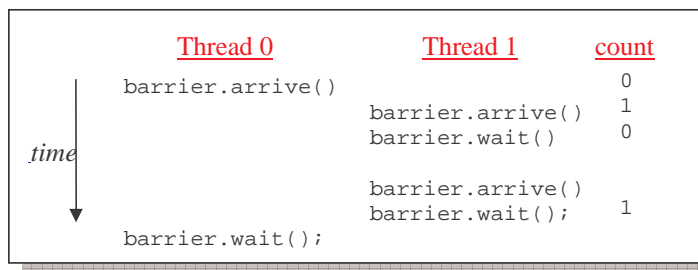 Thread 0 Thread 1 count
barrier.arrive() 0
barrier.arrive() 1
barrier.wait() 0
time
barrier.arrive()
barrier.wait(); 1
barrier.wait();